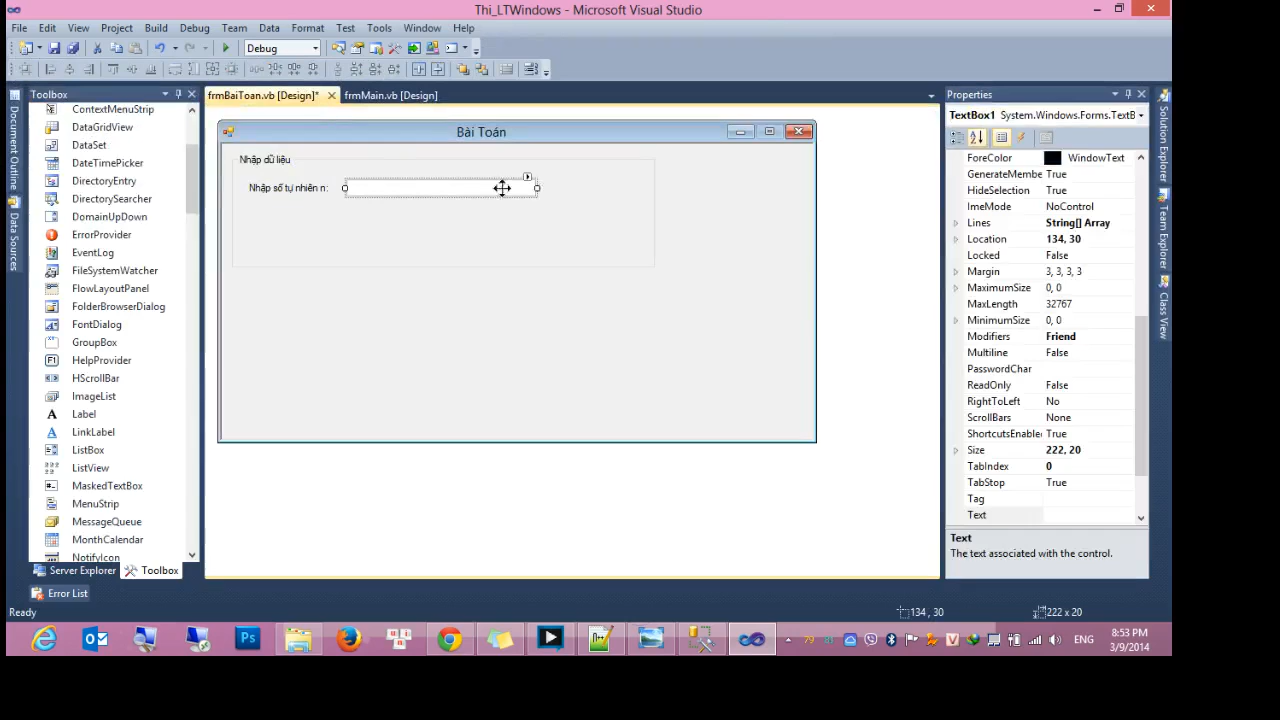 Thi_LTWindows - Microsoft Visual Studio
File Edit View Project Build Debug Team Data Format Tools Test Window Help
Debug
Toolbox
frmBaiToan.vb [Design]* frmMain.vb [Design]
Properties
Document Outline
Data Sources
ContextMenuStrip
DataGridView
DataSet
DateTimePicker
DirectoryEntry
DirectorySearcher
DomainUpDown
ErrorProvider
EventLog
FileSystemWatcher
FlowLayoutPanel
FolderBrowserDialog
FontDialog
GroupBox
HelpProvider
HScrollBar
ImageList
Label
LinkLabel
ListBox
ListView
MaskedTextBox
MenuStrip
MessageQueue
MonthCalendar
NotifyIcon
Server Explorer Toolbox
Bài Toán
Nhập dữ liệu
Nhập số tự nhiên n:
TextBox1 System.Windows.Forms.TextB
ForeColor WindowText
GenerateMembe True
HideSelection True
ImeMode NoControl
Lines String[] Array
Location 134, 30
Locked False
Margin 3, 3, 3, 3
MaximumSize 0, 0
MaxLength 32767
MinimumSize 0, 0
Modifiers Friend
Multiline False
PasswordChar
ReadOnly False
RightToLeft No
ScrollBars None
ShortcutsEnable True
Size 222, 20
TabIndex 0
TabStop True
Tag
Text
Text
The text associated with the control.
Solution Explorer
Team Explorer
Class View
Error List
Ready 134 , 30 222 x 20
Ps
79 81 ENG
8:53 PM
3/9/2014